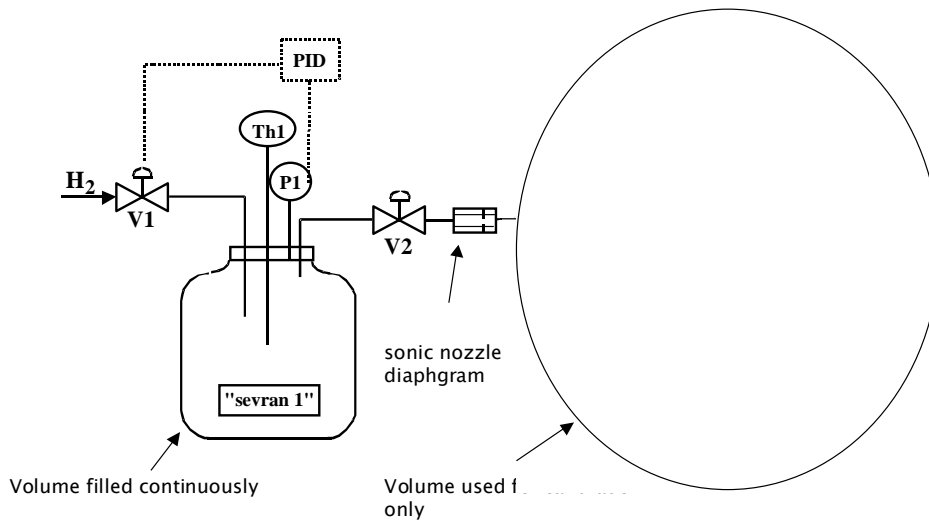 PID
Th1
P1
H2
V1
V2
sonic nozzle
diaphgram
"sevran 1"
Volume filled continuously
Volume used
only